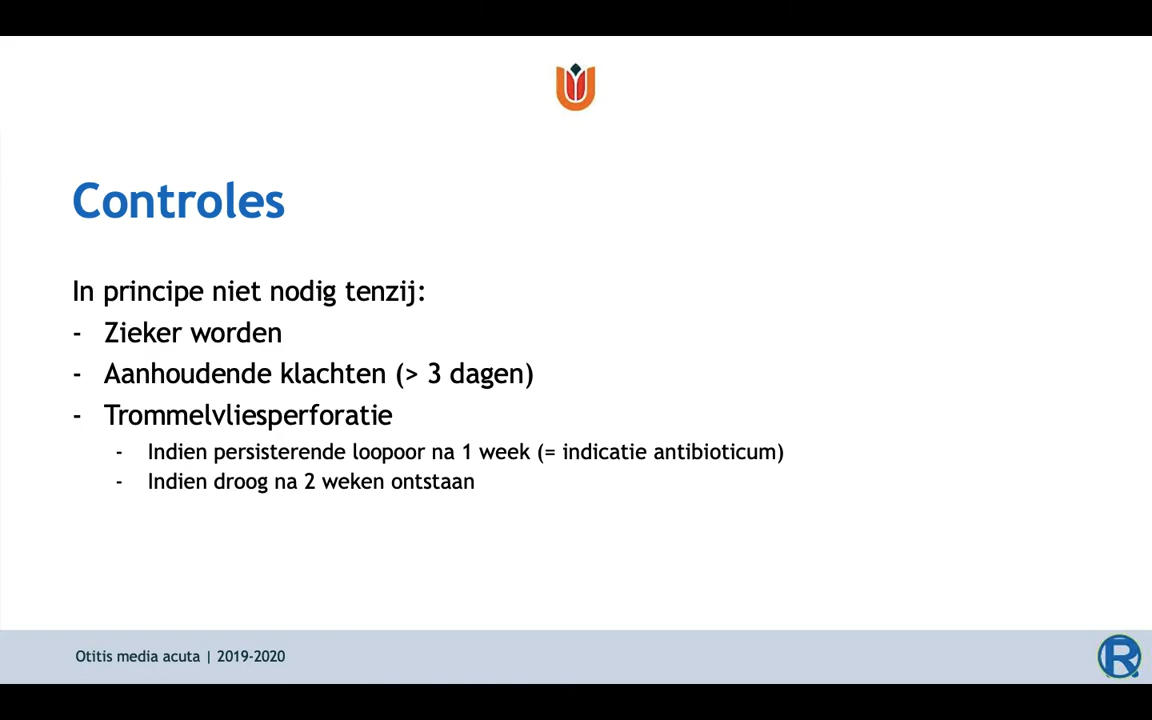 Controles
In principe niet nodig tenzij:
- Zieker worden
- Aanhoudende klachten (> 3 dagen)
- Trommelvliesperforatie
- Indien persisterende loopoor na 1 week (= indicatie antibioticum)
- Indien droog na 2 weken ontstaan
Otitis media acuta | 2019-2020
R